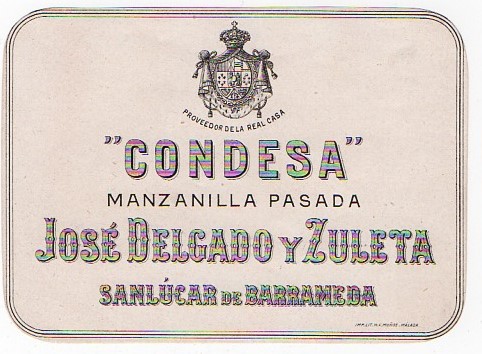 PROVEEDOR DE LA REAL CASA
"CONDESA"
MANZANILLA PASADA
JOSÉ DELGADO Y ZULETA
SANLÚCAR DE BARRAMEDA